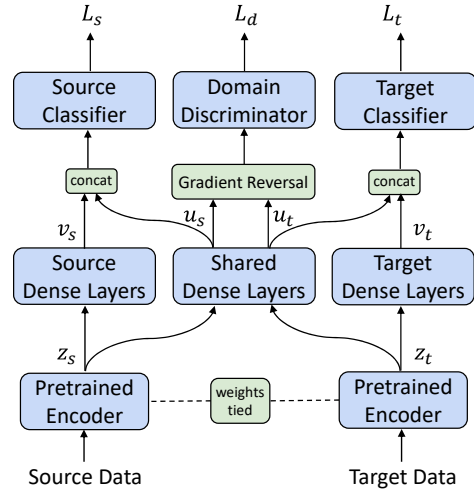 L_s L_d L_t
Source Classifier
Domain Discriminator
Target Classifier
concat
Gradient Reversal
concat
v_s u_s u_t v_t
Source Dense Layers
Shared Dense Layers
Target Dense Layers
z_s z_t
Pretrained Encoder
weights tied
Pretrained Encoder
Source Data
Target Data